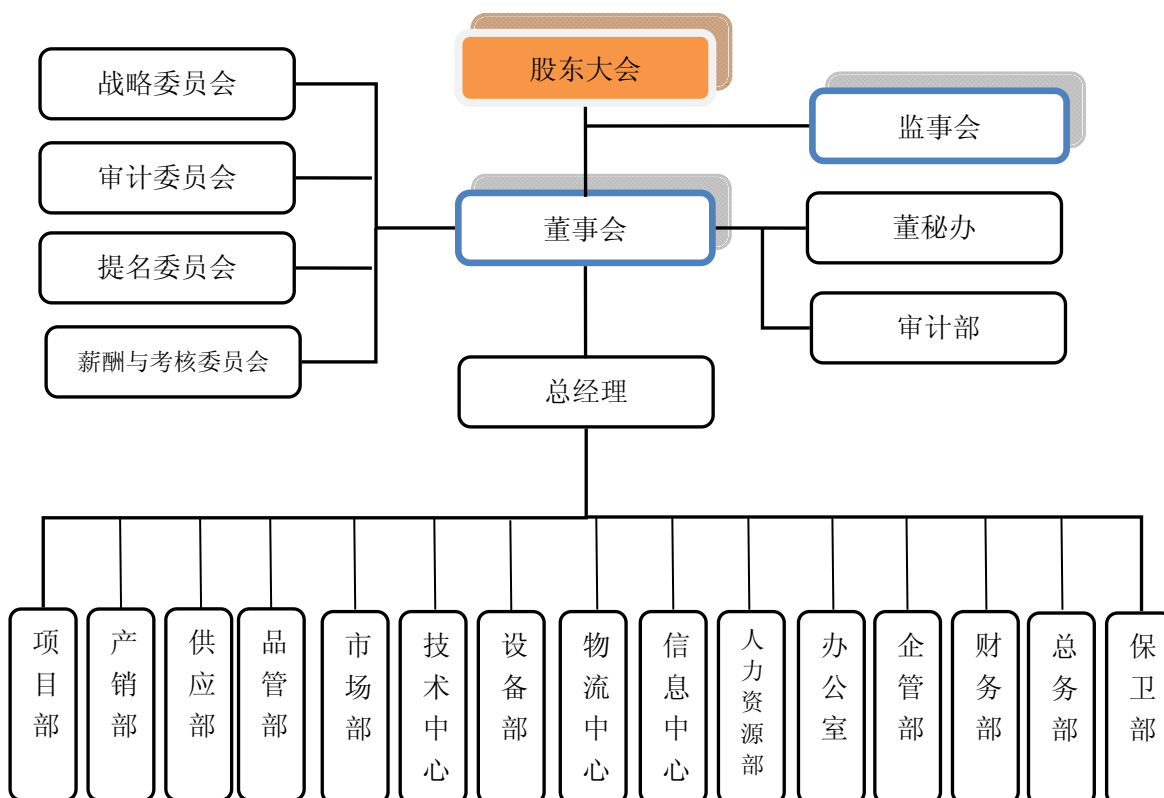 股东大会
战略委员会
监事会
审计委员会
董事会
董秘办
提名委员会
审计部
薪酬与考核委员会
总经理
项目部
产销部
供应部
品管部
市场部
技术中心
设备部
物流中心
信息中心
人力资源部
办公室
企管部
财务部
总务部
保卫部